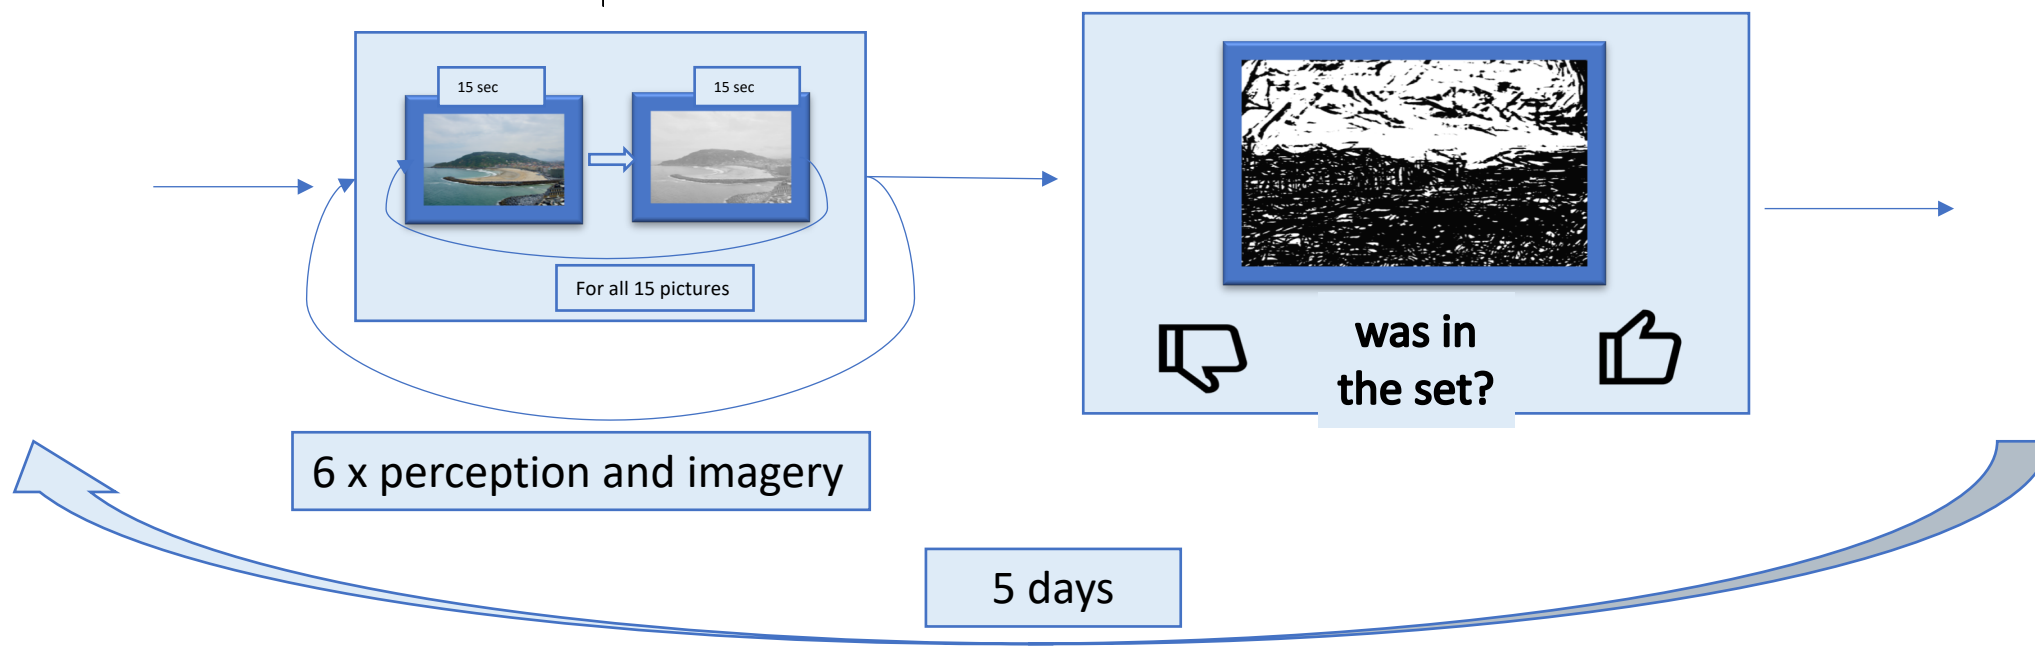 15 sec
15 sec
For all 15 pictures
was in
the set?
6 x perception and imagery
5 days